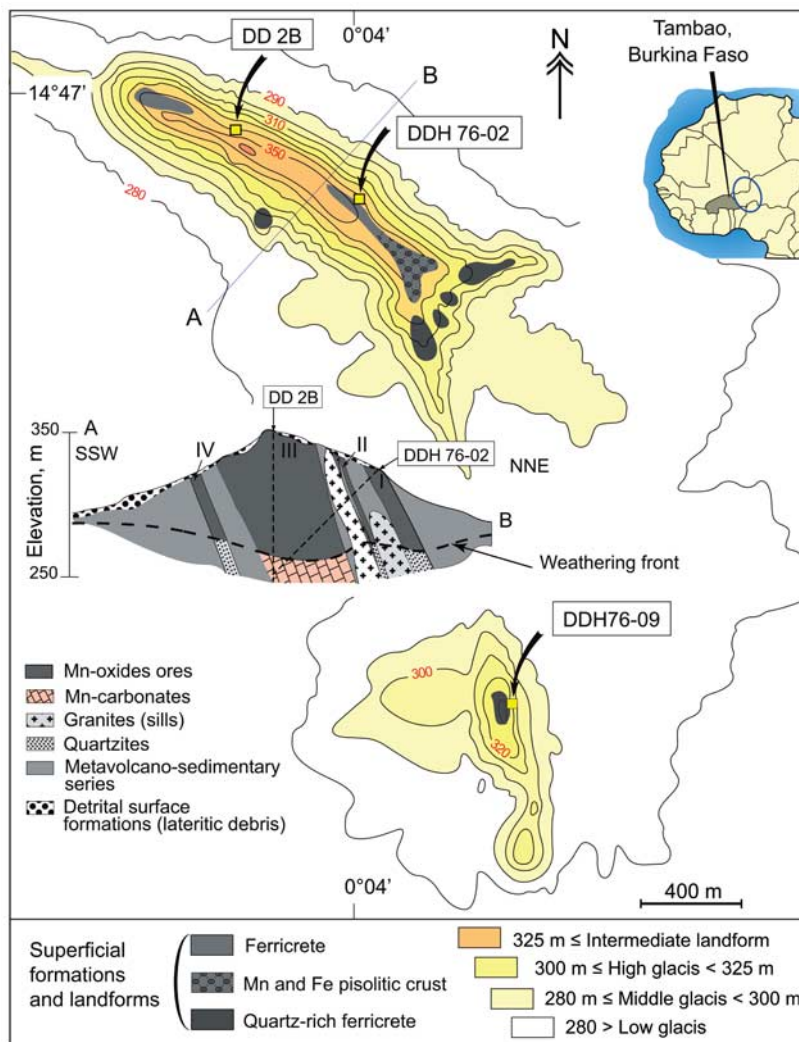 DD 2B
0°04’
N
Tambao,
Burkina Faso
14°47’
B
DDH 76-02
290
310
350
280
A
DD 2B
350
A
SSW
IV
III
II
I
DDH 76-02
NNE
Elevation, m
B
Weathering front
250
DDH76-09
300
320
Mn-oxides ores
Mn-carbonates
Granites (sills)
Quartzites
Metavolcano-sedimentary
series
Detrital surface
formations (lateritic debris)
0°04’
400 m
Superficial
formations
and landforms
Ferricrete
Mn and Fe pisolitic crust
Quartz-rich ferricrete
325 m ≤ Intermediate landform
300 m ≤ High glacis < 325 m
280 m ≤ Middle glacis < 300 m
280 > Low glacis